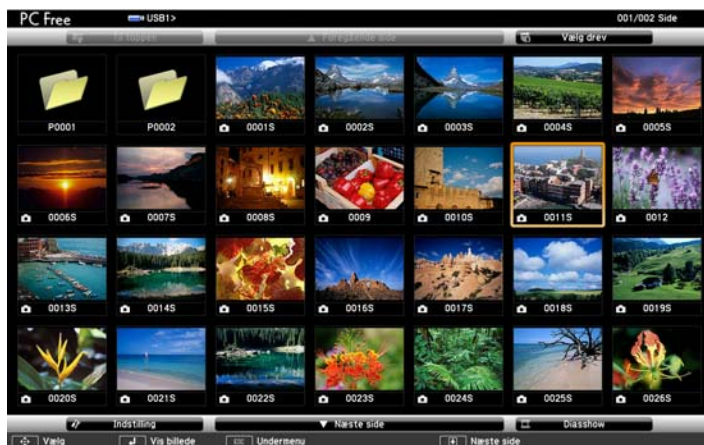 PC Free USB1> 001/002 Side
Til toppen ▲ Foregående side Vælg drev
P0001 P0002 0001S 0002S 0003S 0004S 0005S
0006S 0007S 0008S 0009 0010S 0011S 0012
0013S 0014S 0015S 0016S 0017S 0018S 0019S
0020S 0021S 0022S 0023S 0024S 0025S 0026S
Indstilling ▼ Næste side Diasshow
Vælg Vis billede ESC Undermenu Næste side